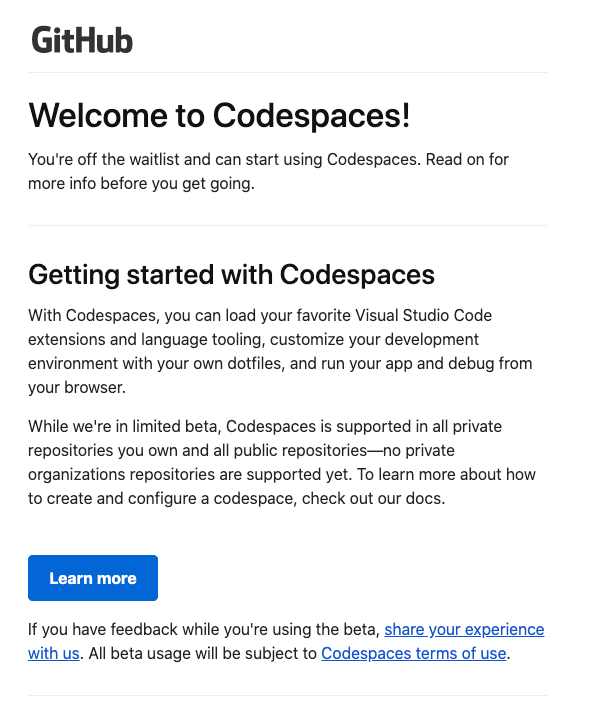 GitHub
Welcome to Codespaces!
You're off the waitlist and can start using Codespaces. Read on for
more info before you get going.
Getting started with Codespaces
With Codespaces, you can load your favorite Visual Studio Code
extensions and language tooling, customize your development
environment with your own dotfiles, and run your app and debug from
your browser.
While we're in limited beta, Codespaces is supported in all private
repositories you own and all public repositories—no private
organizations repositories are supported yet. To learn more about how
to create and configure a codespace, check out our docs.
Learn more
If you have feedback while you're using the beta, share your experience
with us. All beta usage will be subject to Codespaces terms of use.